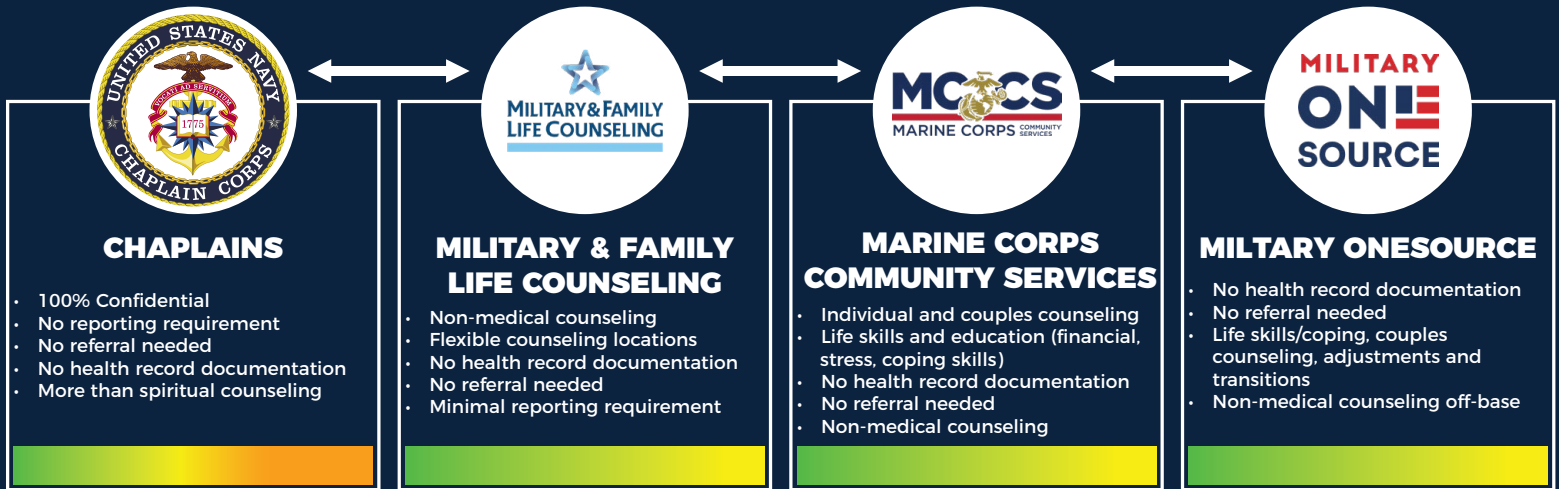 UNITED STATES NAVY
VOCATI AD SERVITIUM
1775
CHAPLAIN CORPS
CHAPLAINS
• 100% Confidential
• No reporting requirement
• No referral needed
• No health record documentation
• More than spiritual counseling
MILITARY & FAMILY
LIFE COUNSELING
MILITARY & FAMILY
LIFE COUNSELING
• Non-medical counseling
• Flexible counseling locations
• No health record documentation
• No referral needed
• Minimal reporting requirement
MCCS
MARINE CORPS COMMUNITY
SERVICES
MARINE CORPS
COMMUNITY SERVICES
• Individual and couples counseling
• Life skills and education (financial,
stress, coping skills)
• No health record documentation
• No referral needed
• Non-medical counseling
MILITARY
ONE
SOURCE
MILTARY ONESOURCE
• No health record documentation
• No referral needed
• Life skills/coping, couples
counseling, adjustments and
transitions
• Non-medical counseling off-base